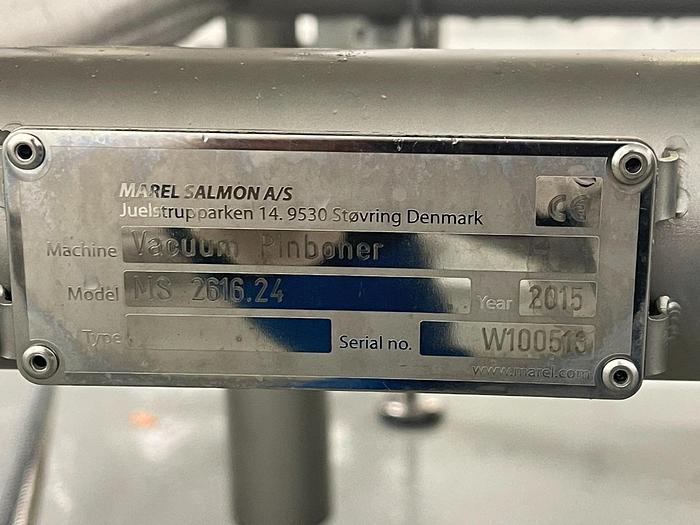 MAREL SALMON A/S
Juelstrupparken 14. 9530 Støvring Denmark
CE
Machine Vacuum Pinboner
Model MS 2616.24 Year 2015
Type Serial no. W100513
www.marel.com